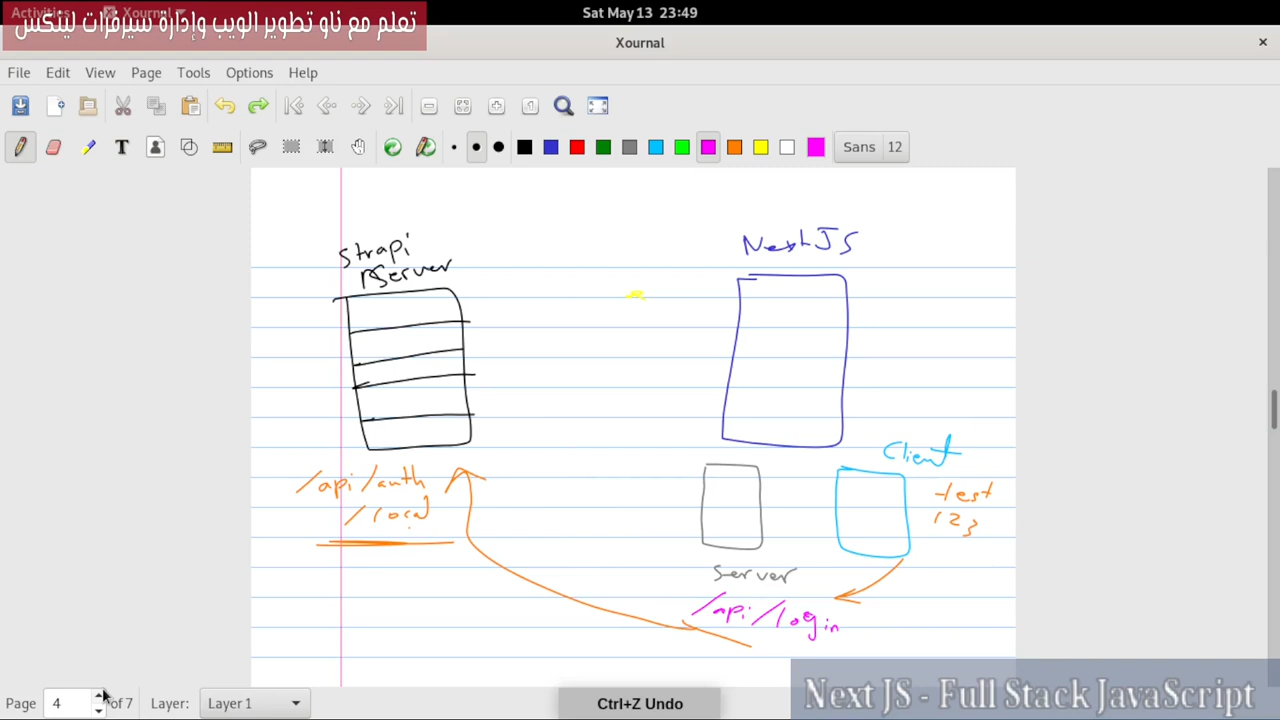 Activities Xournal Sat May 13 23:49
تعلم مع ناو تطوير الويب وإدارة سيرفرات لينكس
Xournal
File Edit View Page Tools Options Help
Sans 12
strapi
Server
NextJS
Client
/api/auth
/local
test
123
server
/api/login
Page 4 of 7 Layer: Layer 1
Ctrl+Z Undo
Next JS - Full Stack JavaScript